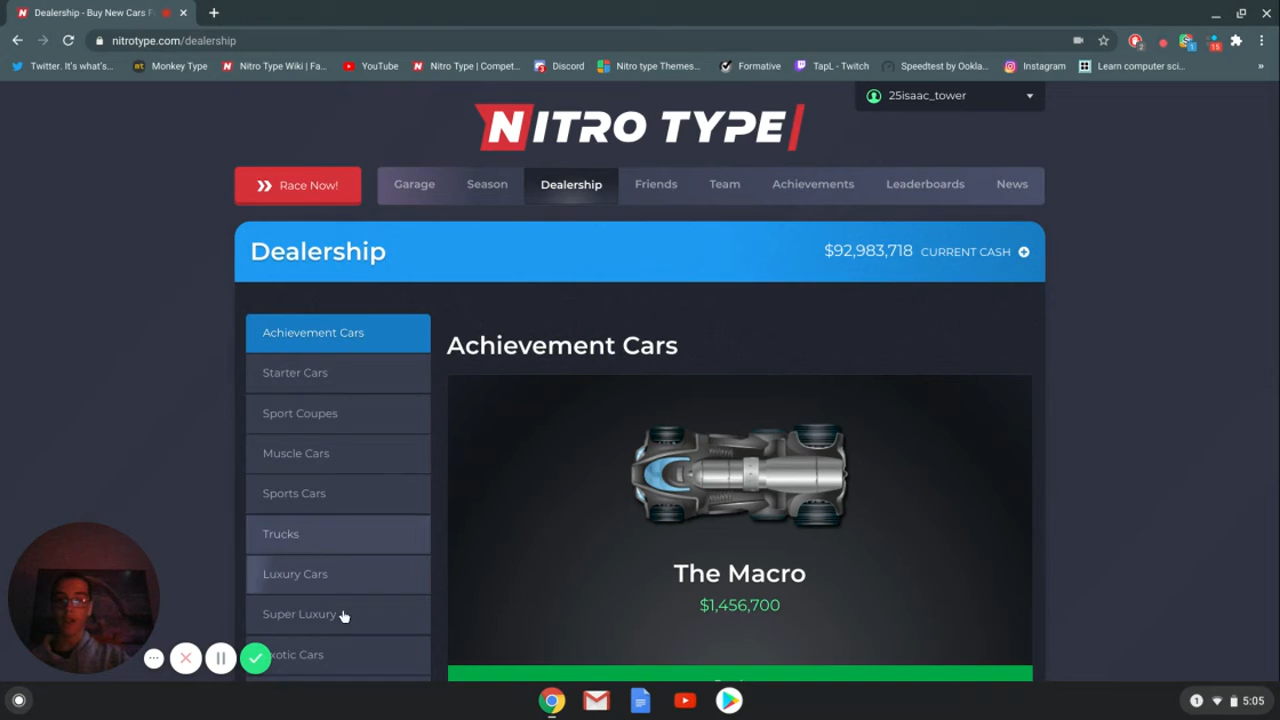 Dealership - Buy New Cars F
nitrotype.com/dealership
2
1
15
Twitter. It's what's...
Monkey Type
Nitro Type Wiki | Fa...
YouTube
Nitro Type | Compet...
Discord
Nitro type Themes...
Formative
TapL - Twitch
Speedtest by Ookla...
Instagram
Learn computer sci...
»
25isaac_tower
NITRO TYPE
Race Now!
Garage
Season
Dealership
Friends
Team
Achievements
Leaderboards
News
Dealership
$92,983,718 CURRENT CASH
Achievement Cars
Starter Cars
Sport Coupes
Muscle Cars
Sports Cars
Trucks
Luxury Cars
Super Luxury
xotic Cars
Achievement Cars
The Macro
$1,456,700
1
5:05